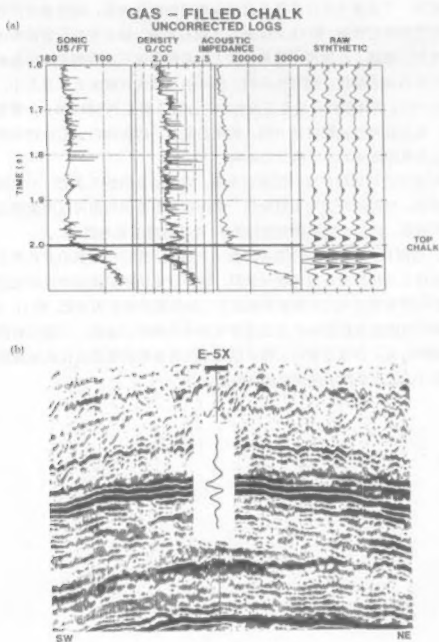 GAS – FILLED CHALK
UNCORRECTED LOGS
(a)
SONIC
US/FT
DENSITY
G/CC
ACOUSTIC
IMPEDANCE
RAW
SYNTHETIC
180 100 2.0 2.5 20000 30000
1.6
1.7
1.8
1.9
2.0
TIME (s)
TOP
CHALK
(b)
E-5X
SW NE